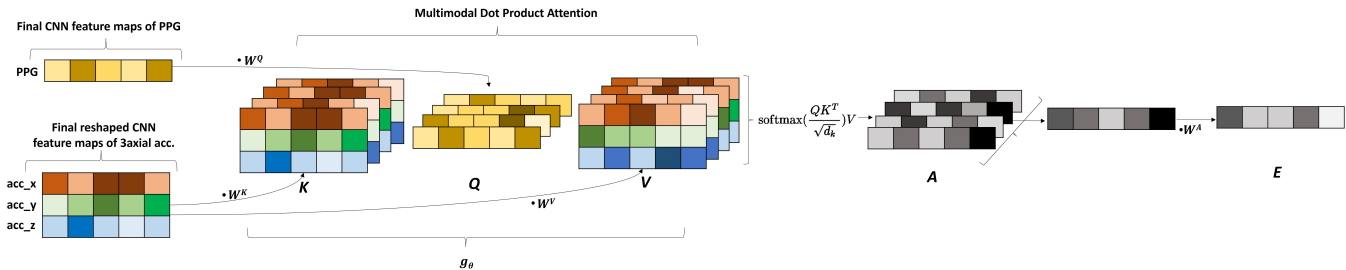 Multimodal Dot Product Attention
Final CNN feature maps of PPG
PPG
• W^Q
Final reshaped CNN
feature maps of 3axial acc.
acc_x
acc_y
acc_z
• W^K
• W^V
K
Q
V
g_θ
softmax(QK^T/√d_k)V
A
• W^A
E